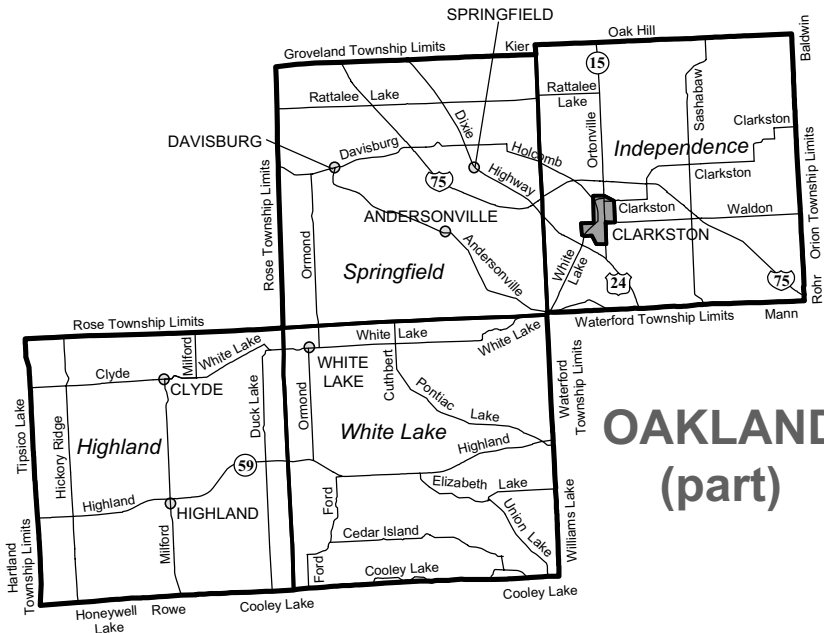 SPRINGFIELD
Groveland Township Limits
Kier
Oak Hill
Baldwin
15
Rattalee Lake
Rattalee
Lake
Dixie
Sashabaw
Clarkston
DAVISBURG
Davisburg
Holcomb
Ortonville
Independence
Rose Township Limits
75
Highway
Clarkston
Orion Township Limits
ANDERSONVILLE
Clarkston
Waldon
CLARKSTON
Ormond
Springfield
Andersonville
White
Lake
24
75
Rohr
Rose Township Limits
Waterford Township Limits
Mann
Milford
White Lake
White Lake
White Lake
Clyde
CLYDE
WHITE
LAKE
Cuthbert
Waterford
Township Limits
Tipsico Lake
Hickory Ridge
Duck Lake
Ormond
Pontiac
Lake
Highland
White Lake
Highland
OAKLAND
(part)
59
Elizabeth Lake
Highland
HIGHLAND
Ford
Union
Lake
Williams Lake
Hartland
Township Limits
Milford
Cedar Island
Ford
Cooley Lake
Honeywell
Lake
Rowe
Cooley Lake
Cooley Lake